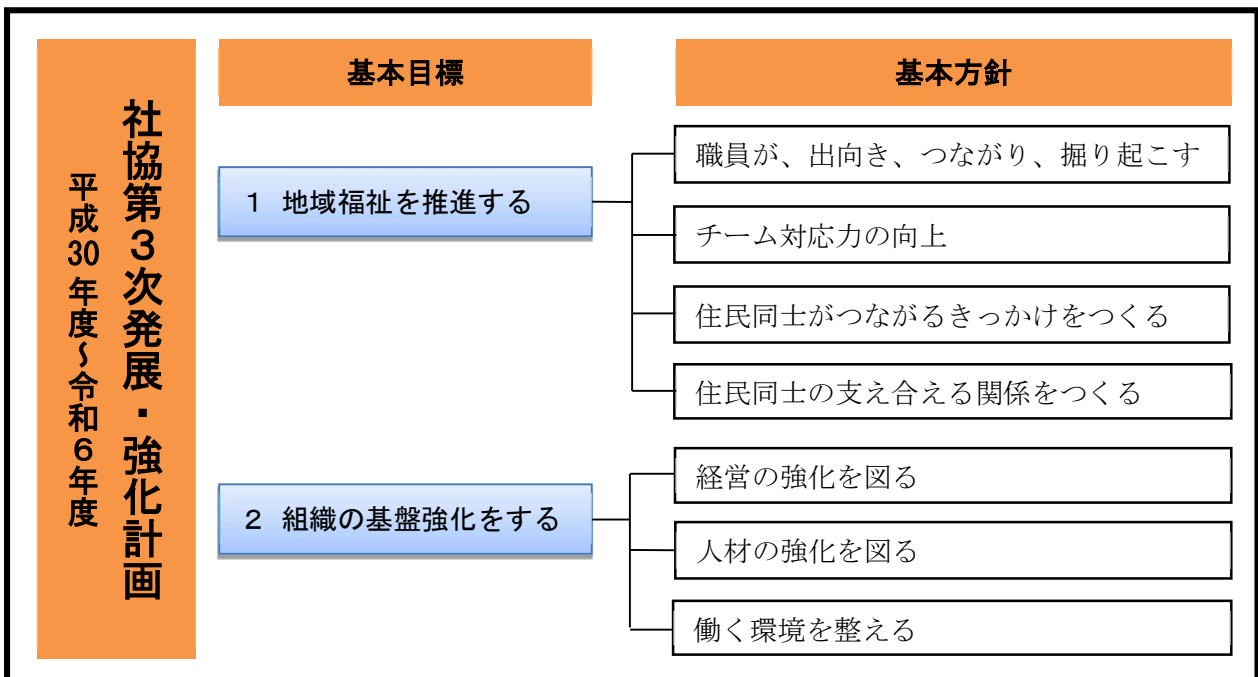 社協第３次発展・強化計画
平成30年度～令和６年度
基本目標
基本方針
１ 地域福祉を推進する
職員が、出向き、つながり、掘り起こす
チーム対応力の向上
住民同士がつながるきっかけをつくる
住民同士の支え合える関係をつくる
２ 組織の基盤強化をする
経営の強化を図る
人材の強化を図る
働く環境を整える